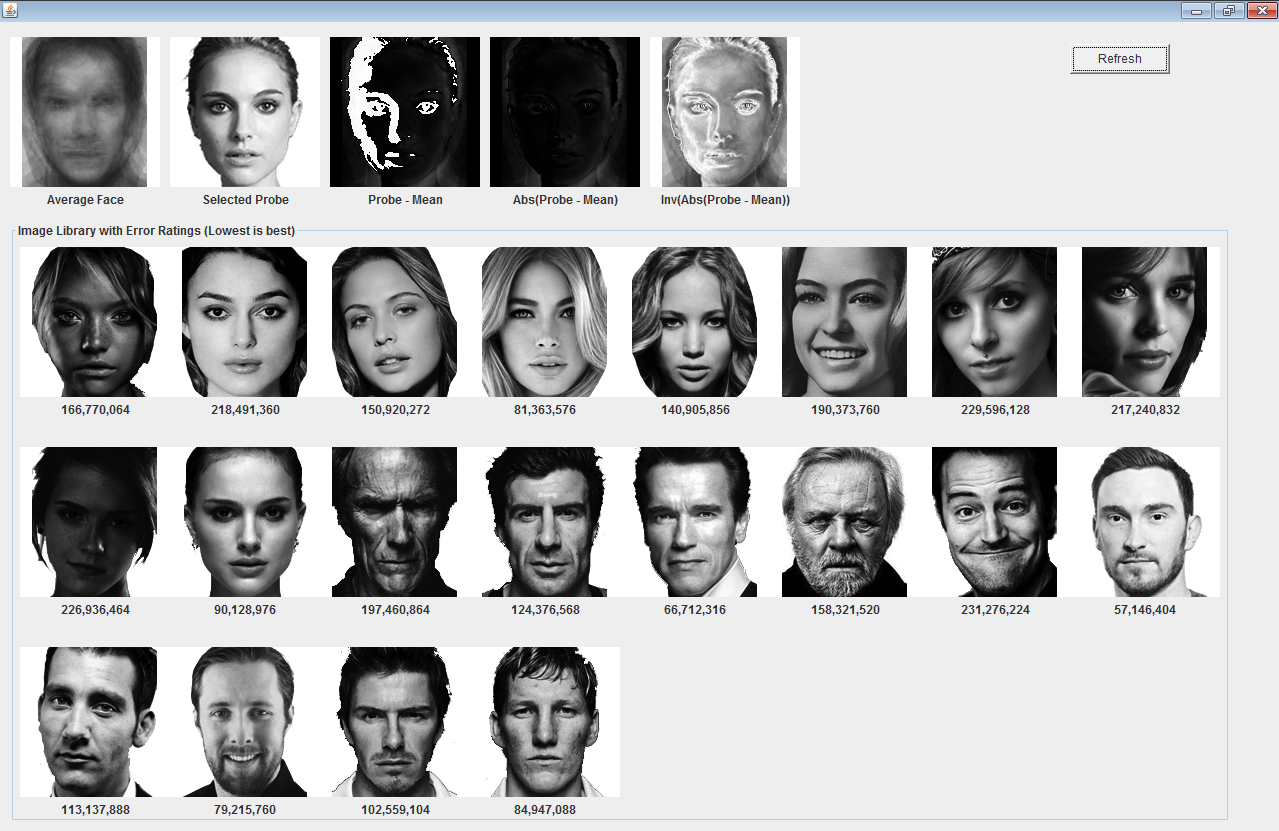 Refresh
Average Face Selected Probe Probe - Mean Abs(Probe - Mean) Inv(Abs(Probe - Mean))
Image Library with Error Ratings (Lowest is best)
166,770,064 218,491,360 150,920,272 81,363,576 140,905,856 190,373,760 229,596,128 217,240,832
226,936,464 90,128,976 197,460,864 124,376,568 66,712,316 158,321,520 231,276,224 57,146,404
113,137,888 79,215,760 102,559,104 84,947,088